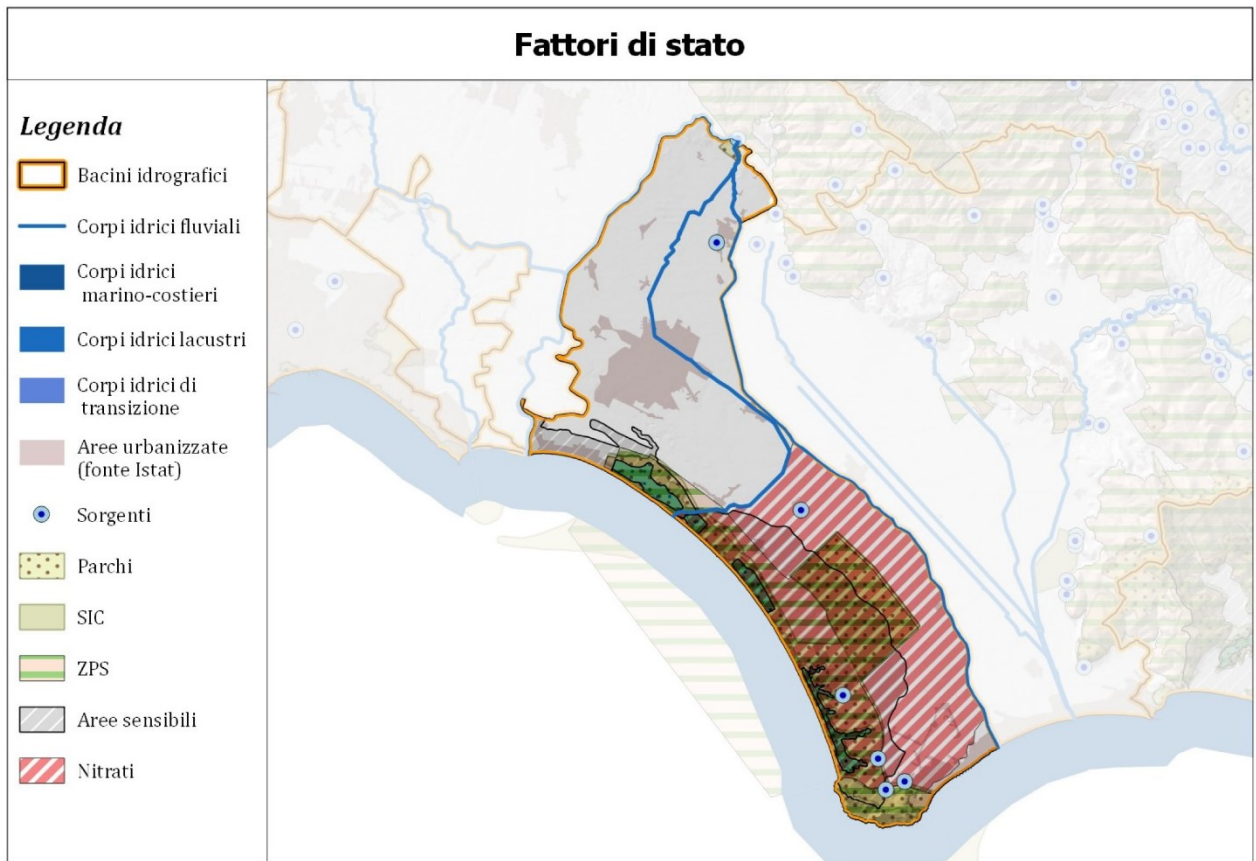 Fattori di stato
Legenda
Bacini idrografici
Corpi idrici fluviali
Corpi idrici
marino-costieri
Corpi idrici lacustri
Corpi idrici di
transizione
Aree urbanizzate
(fonte Istat)
Sorgenti
Parchi
SIC
ZPS
Aree sensibili
Nitrati